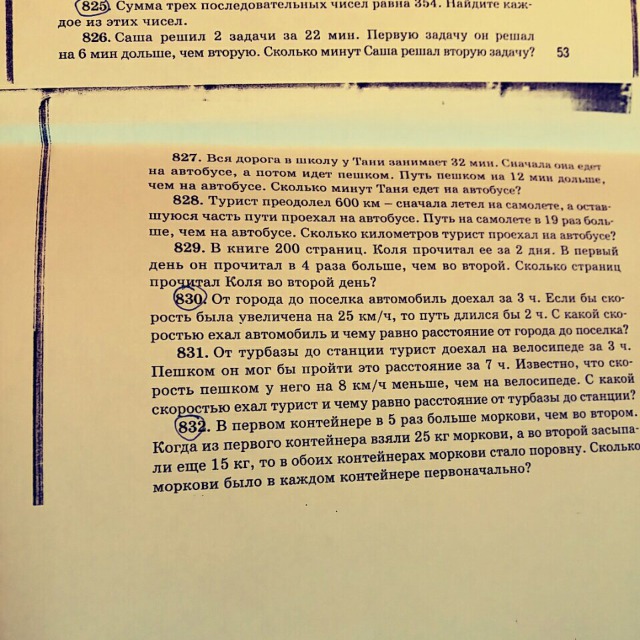 825. Сумма трех последовательных чисел равна 354. Найдите каж-
дое из этих чисел.
826. Саша решил 2 задачи за 22 мин. Первую задачу он решал
на 6 мин дольше, чем вторую. Сколько минут Саша решал вторую задачу?
53
827. Вся дорога в школу у Тани занимает 32 мин. Сначала она едет
на автобусе, а потом идет пешком. Путь пешком на 12 мин дольше,
чем на автобусе. Сколько минут Таня едет на автобусе?
828. Турист преодолел 600 км – сначала летел на самолете, а остав-
шуюся часть пути проехал на автобусе. Путь на самолете в 19 раз боль-
ше, чем на автобусе. Сколько километров турист проехал на автобусе?
829. В книге 200 страниц. Коля прочитал ее за 2 дня. В первый
день он прочитал в 4 раза больше, чем во второй. Сколько страниц
прочитал Коля во второй день?
830. От города до поселка автомобиль доехал за 3 ч. Если бы ско-
рость была увеличена на 25 км/ч, то путь длился бы 2 ч. С какой ско-
ростью ехал автомобиль и чему равно расстояние от города до поселка?
831. От турбазы до станции турист доехал на велосипеде за 3 ч.
Пешком он мог бы пройти это расстояние за 7 ч. Известно, что ско-
рость пешком у него на 8 км/ч меньше, чем на велосипеде. С какой
скоростью ехал турист и чему равно расстояние от турбазы до станции?
832. В первом контейнере в 5 раз больше моркови, чем во втором.
Когда из первого контейнера взяли 25 кг моркови, а во второй засыпа-
ли еще 15 кг, то в обоих контейнерах моркови стало поровну. Сколько
моркови было в каждом контейнере первоначально?